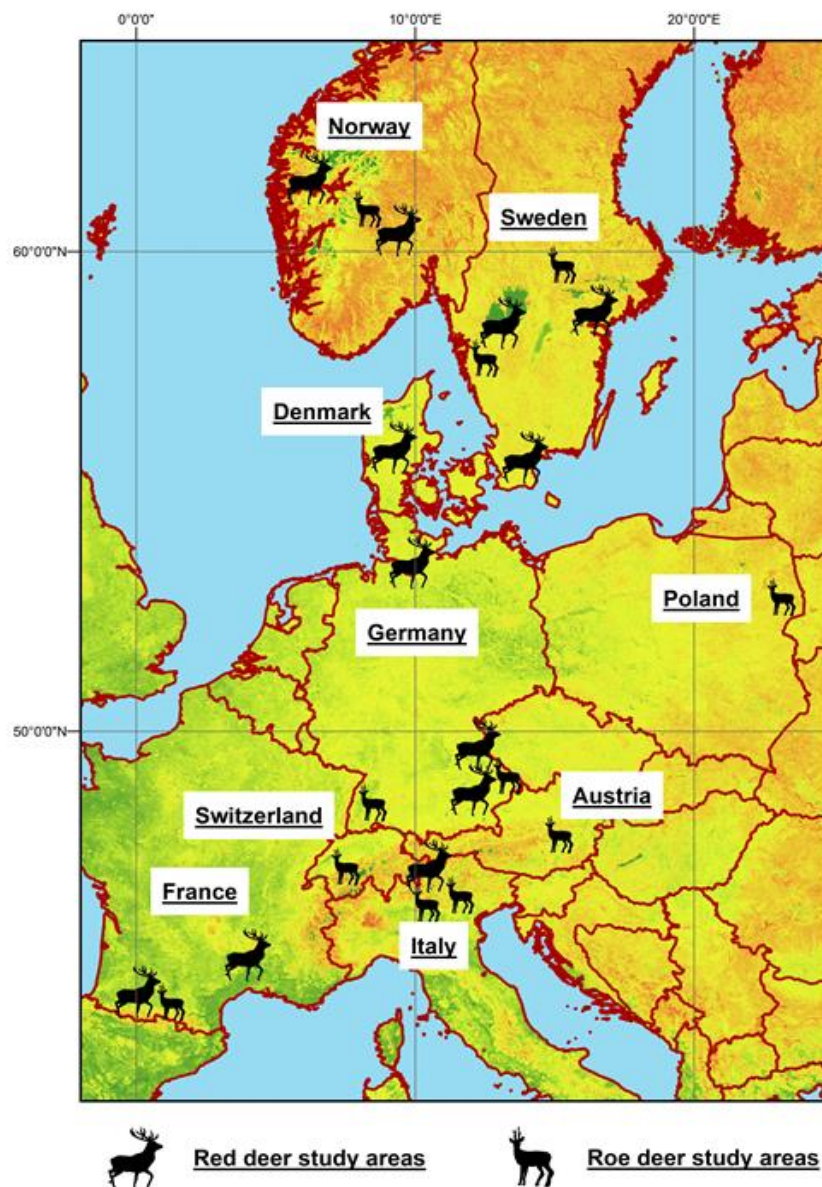 0°0'0"
10°0'0"E
20°0'0"E
Norway
Sweden
60°0'0"N
Denmark
Poland
Germany
50°0'0"N
Austria
Switzerland
France
Italy
Red deer study areas
Roe deer study areas